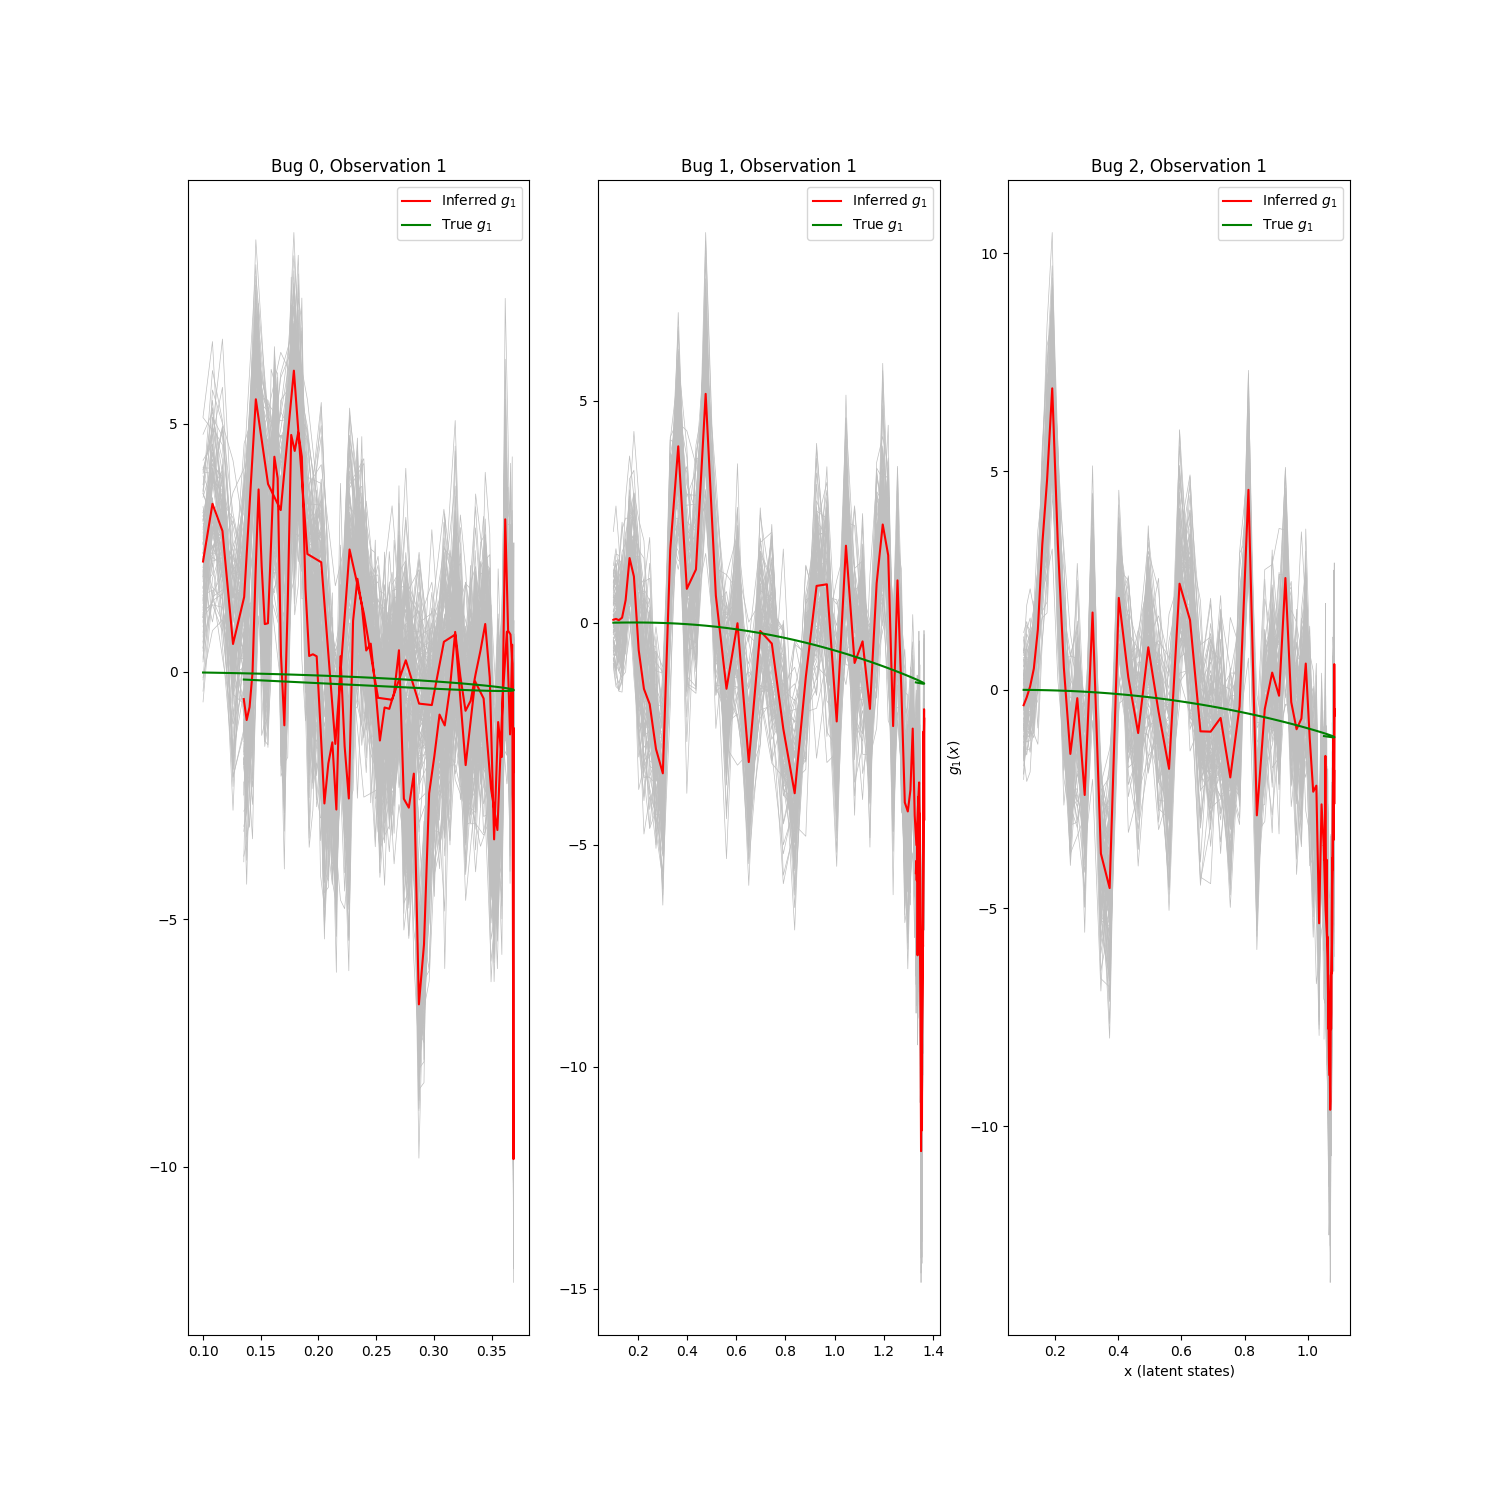 Bug 0, Observation 1
Inferred g₁
True g₁
5
0
−5
−10
0.10 0.15 0.20 0.25 0.30 0.35
Bug 1, Observation 1
Inferred g₁
True g₁
5
0
−5
−10
−15
0.2 0.4 0.6 0.8 1.0 1.2 1.4
Bug 2, Observation 1
Inferred g₁
True g₁
g₁(x)
10
5
0
−5
−10
0.2 0.4 0.6 0.8 1.0
x (latent states)